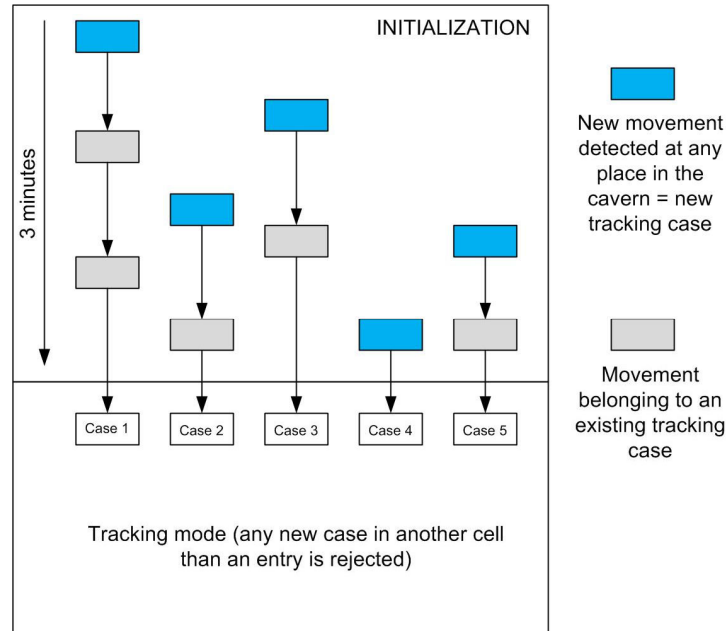 INITIALIZATION
3 minutes
Case 1
Case 2
Case 3
Case 4
Case 5
Tracking mode (any new case in another cell
than an entry is rejected)
New movement
detected at any
place in the
cavern = new
tracking case
Movement
belonging to an
existing tracking
case